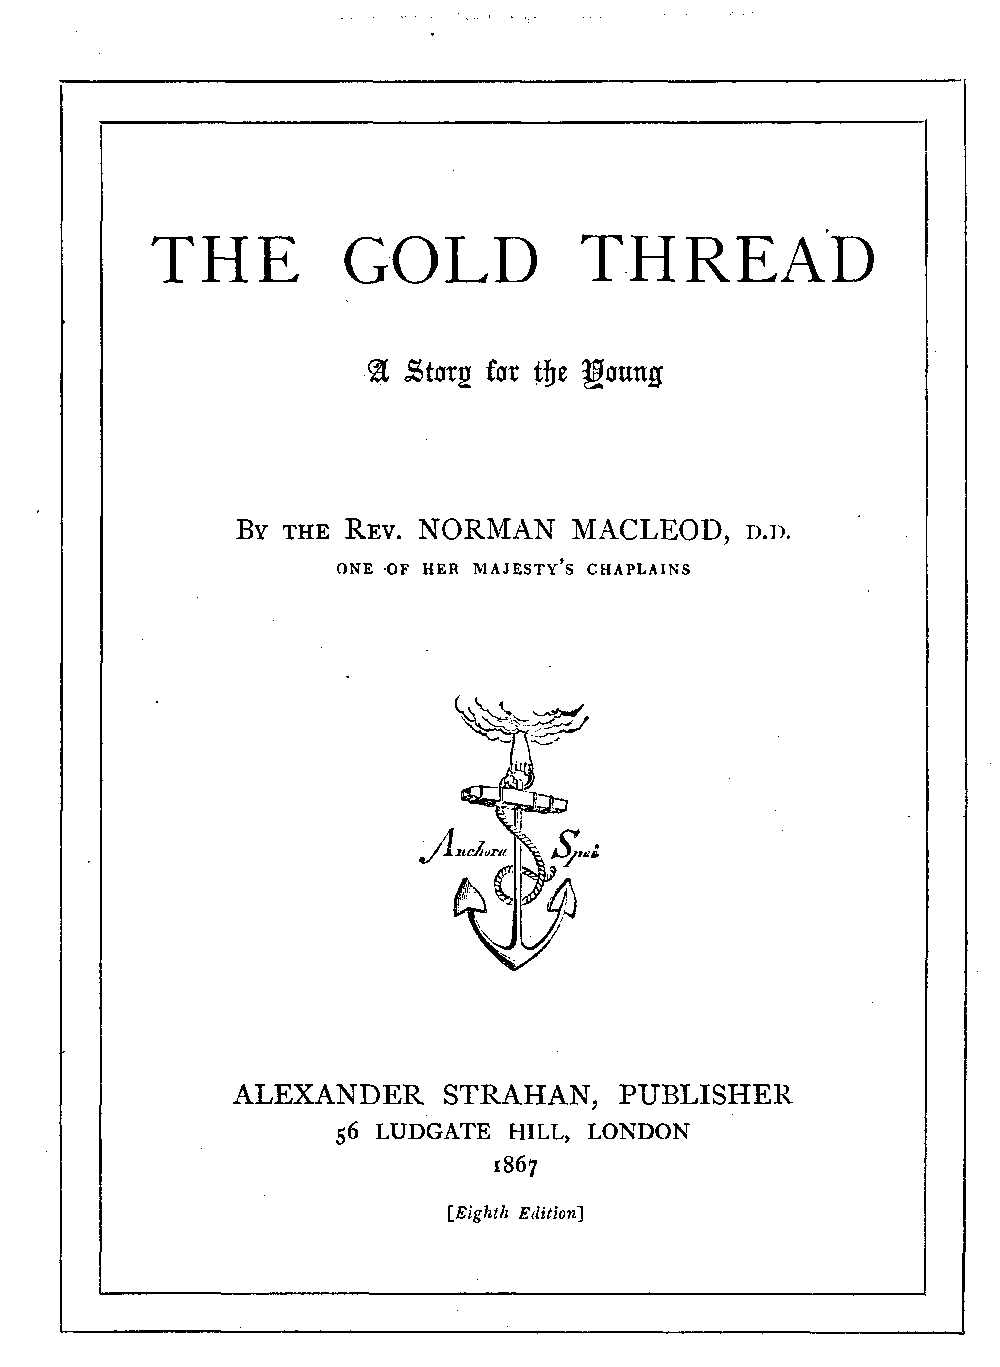 THE GOLD THREAD
A Story for the Young
BY THE REV. NORMAN MACLEOD, D.D.
ONE OF HER MAJESTY'S CHAPLAINS
Anchora Spei
ALEXANDER STRAHAN, PUBLISHER
56 LUDGATE HILL, LONDON
1867
[Eighth Edition]